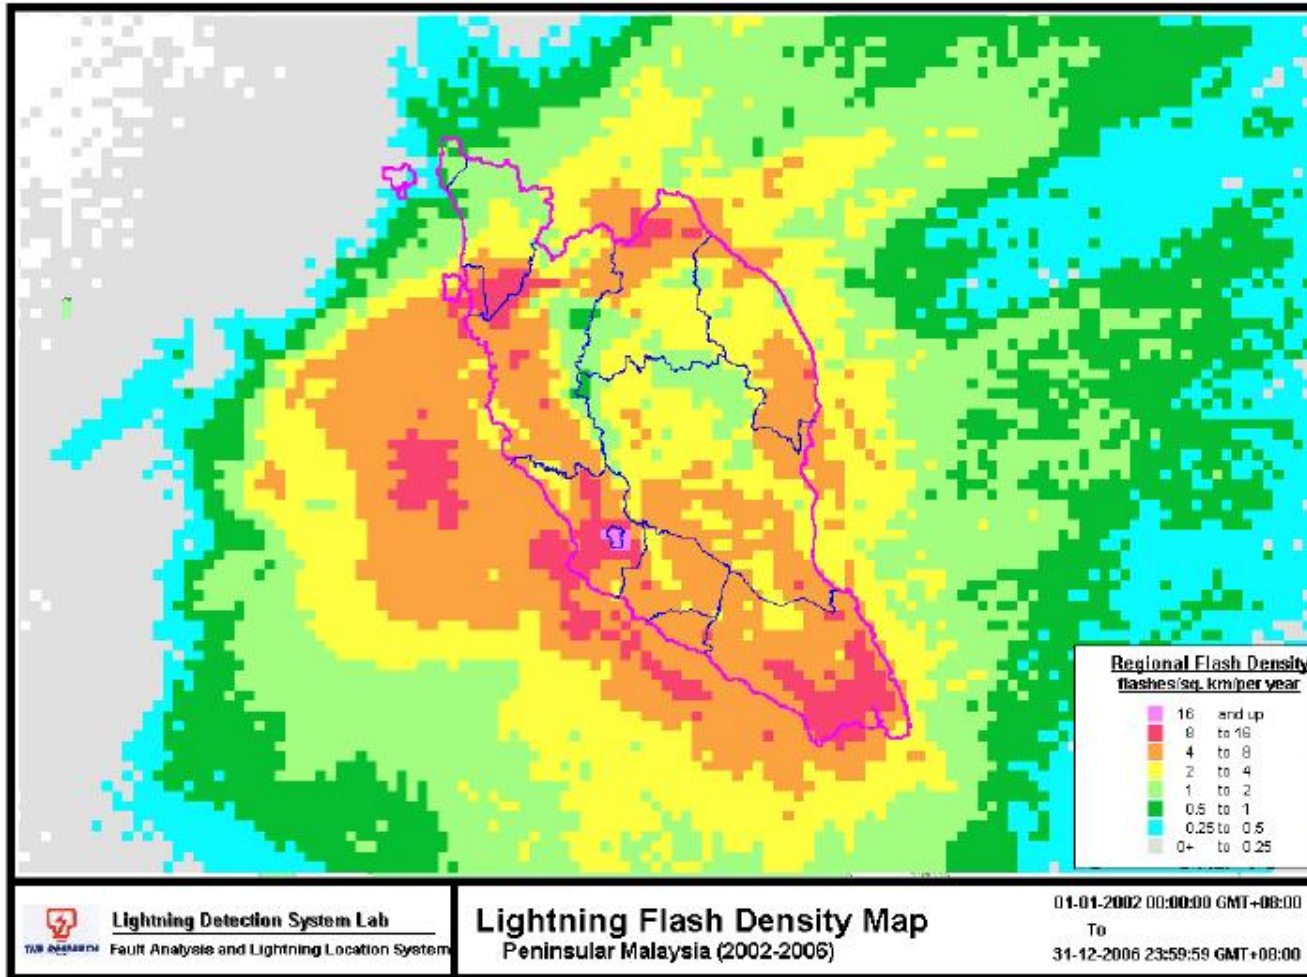 Regional Flash Density
flashes/sq. km/per year
16 and up
8 to 16
4 to 8
2 to 4
1 to 2
0.5 to 1
0.25 to 0.5
0+ to 0.25
TNB RESEARCH
Lightning Detection System Lab
Fault Analysis and Lightning Location System
Lightning Flash Density Map
Peninsular Malaysia (2002-2006)
01-01-2002 00:00:00 GMT+08:00
To
31-12-2006 23:59:59 GMT+08:00